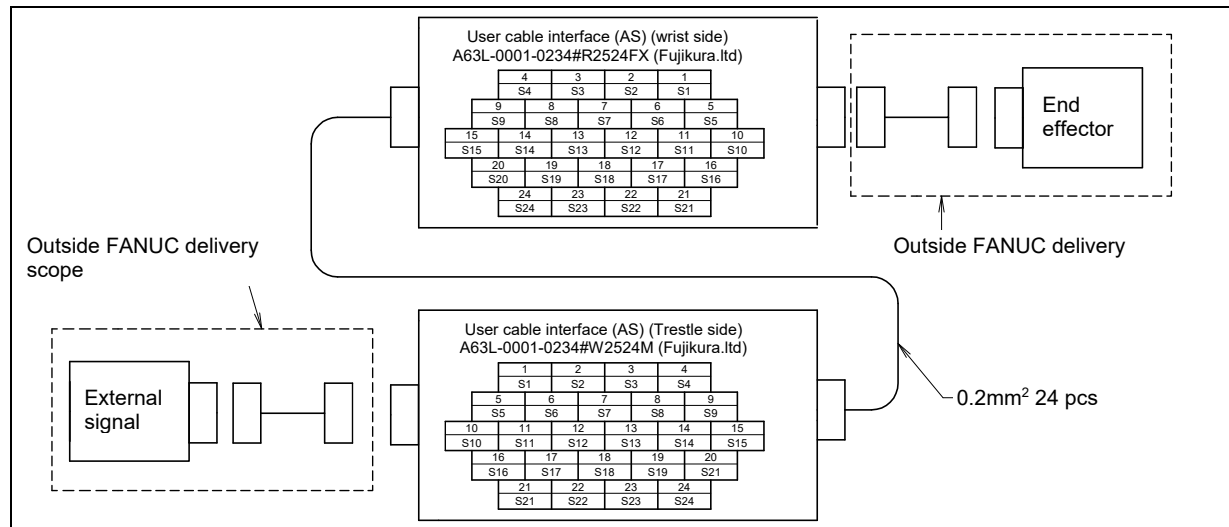 User cable interface (AS) (wrist side)
A63L-0001-0234#R2524FX (Fujikura.ltd)
4 3 2 1
S4 S3 S2 S1
9 8 7 6 5
S9 S8 S7 S6 S5
15 14 13 12 11 10
S15 S14 S13 S12 S11 S10
20 19 18 17 16
S20 S19 S18 S17 S16
24 23 22 21
S24 S23 S22 S21
End
effector
Outside FANUC delivery
scope
Outside FANUC delivery
User cable interface (AS) (Trestle side)
A63L-0001-0234#W2524M (Fujikura.ltd)
1 2 3 4
S1 S2 S3 S4
5 6 7 8 9
S5 S6 S7 S8 S9
10 11 12 13 14 15
S10 S11 S12 S13 S14 S15
16 17 18 19 20
S16 S17 S18 S19 S21
21 22 23 24
S21 S22 S23 S24
External
signal
0.2mm² 24 pcs